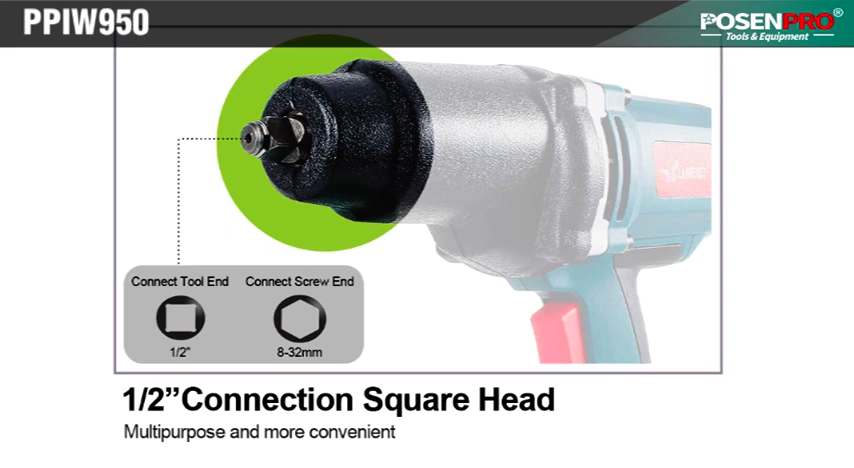 PPIW950
POSENPRO®
Tools & Equipment
Connect Tool End
Connect Screw End
1/2”
8-32mm
1/2”Connection Square Head
Multipurpose and more convenient